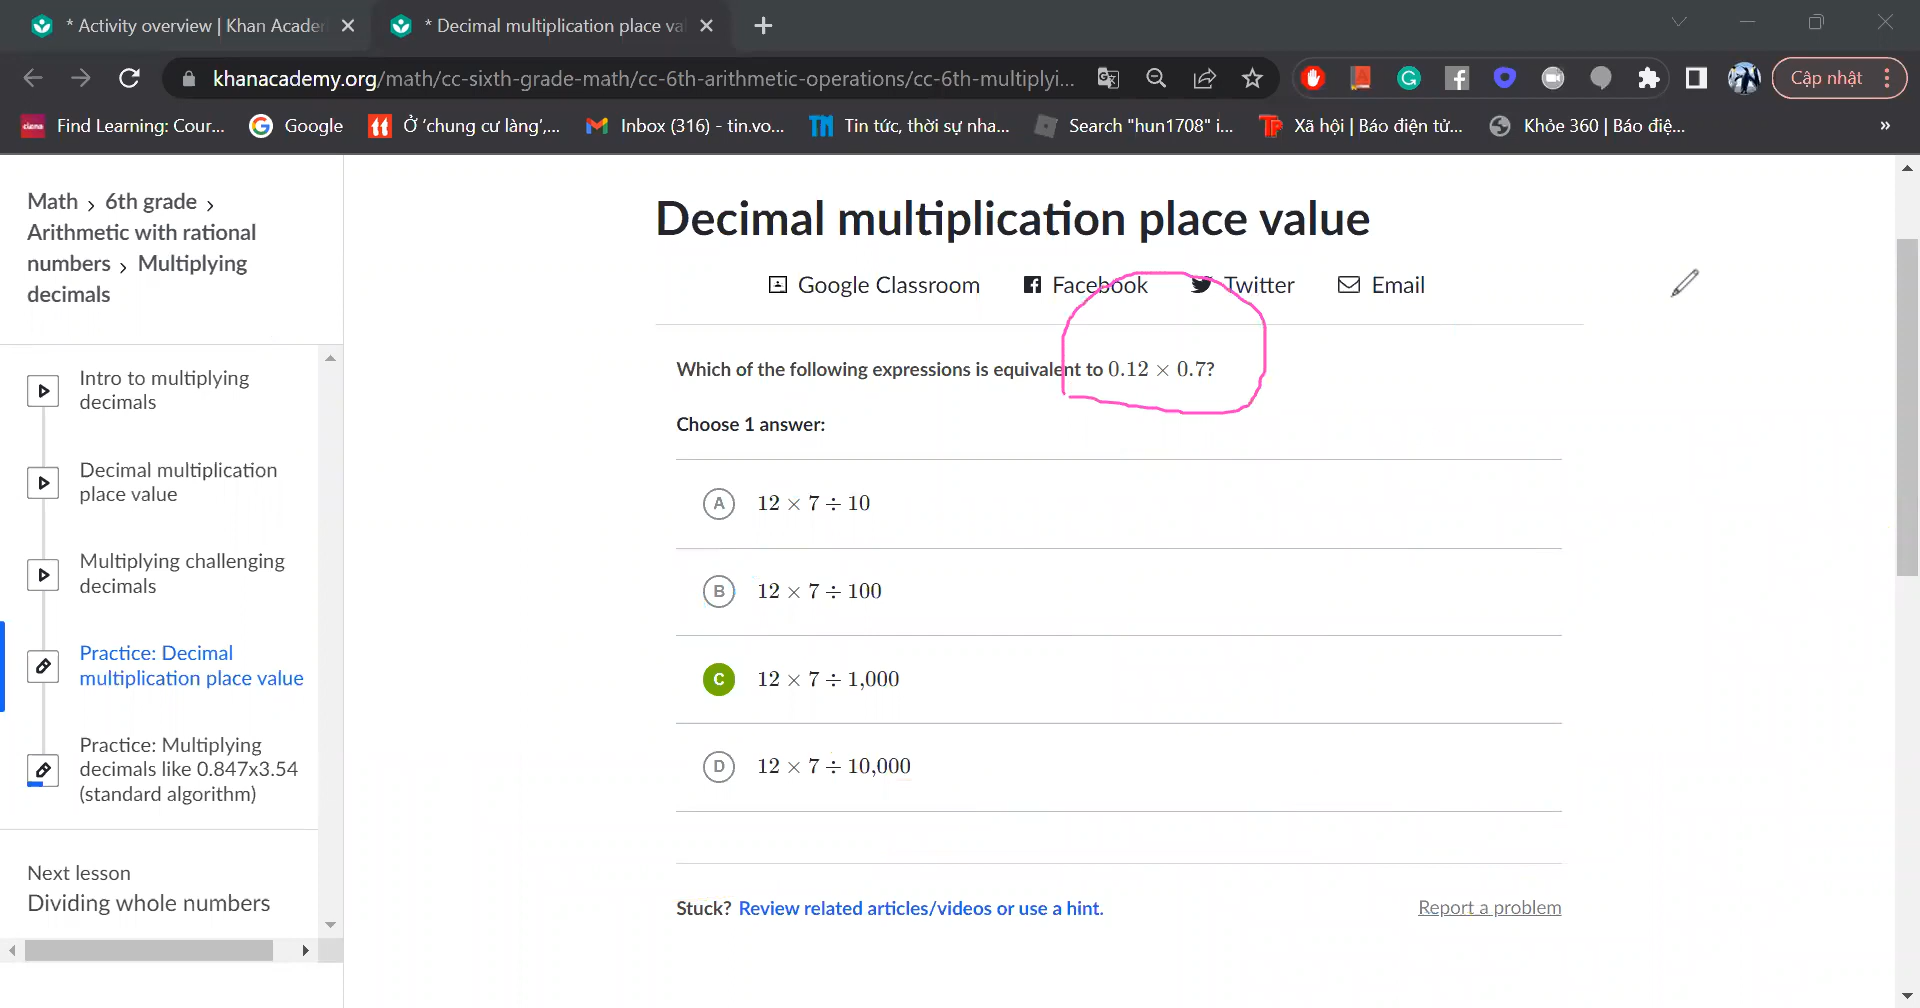 * Activity overview | Khan Academ
* Decimal multiplication place va
khanacademy.org/math/cc-sixth-grade-math/cc-6th-arithmetic-operations/cc-6th-multiplyi...
Cập nhật
ciena Find Learning: Cour...
Google
Ở 'chung cư làng',...
Inbox (316) - tin.vo...
TN Tin tức, thời sự nha...
Search "hun1708" i...
Xã hội | Báo điện tử...
Khỏe 360 | Báo điệ...
»
Math > 6th grade >
Arithmetic with rational
numbers > Multiplying
decimals
Intro to multiplying
decimals
Decimal multiplication
place value
Multiplying challenging
decimals
Practice: Decimal
multiplication place value
Practice: Multiplying
decimals like 0.847x3.54
(standard algorithm)
Next lesson
Dividing whole numbers
Decimal multiplication place value
Google Classroom
Facebook
Twitter
Email
Which of the following expressions is equivalent to 0.12 × 0.7?
Choose 1 answer:
A 12 × 7 ÷ 10
B 12 × 7 ÷ 100
C 12 × 7 ÷ 1,000
D 12 × 7 ÷ 10,000
Stuck? Review related articles/videos or use a hint.
Report a problem